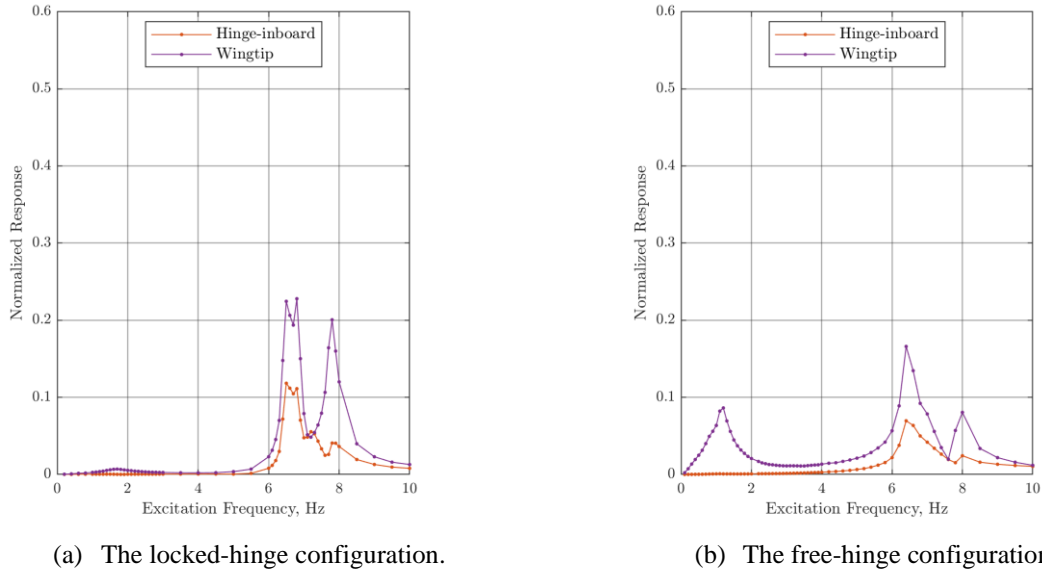 0.6
0.5
0.4
0.3
0.2
0.1
0
Normalized Response
Hinge-inboard
Wingtip
0 2 4 6 8 10
Excitation Frequency, Hz
(a) The locked-hinge configuration.
0.6
0.5
0.4
0.3
0.2
0.1
0
Normalized Response
Hinge-inboard
Wingtip
0 2 4 6 8 10
Excitation Frequency, Hz
(b) The free-hinge configuration